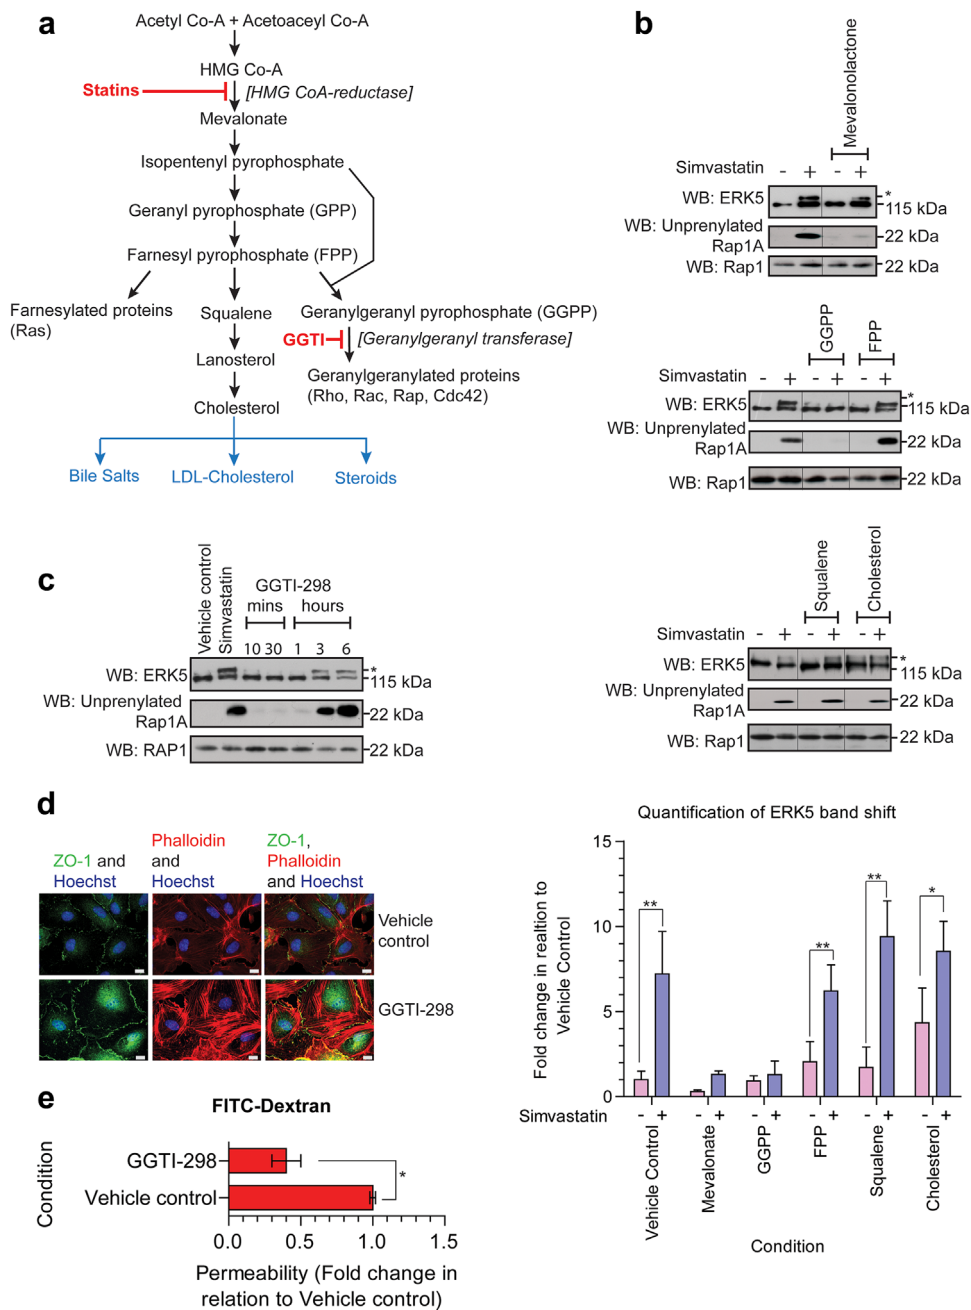 a
Acetyl Co-A + Acetoaceyl Co-A
HMG Co-A
Statins
[HMG CoA-reductase]
Mevalonate
Isopentenyl pyrophosphate
Geranyl pyrophosphate (GPP)
Farnesyl pyrophosphate (FPP)
Farnesylated proteins
(Ras)
Squalene
Geranylgeranyl pyrophosphate (GGPP)
GGTI
[Geranylgeranyl transferase]
Lanosterol
Geranylgeranylated proteins
(Rho, Rac, Rap, Cdc42)
Cholesterol
Bile Salts
LDL-Cholesterol
Steroids
b
Mevalonolactone
Simvastatin - + - +
WB: ERK5
*
115 kDa
WB: Unprenylated
Rap1A
22 kDa
WB: Rap1
22 kDa
GGPP
FPP
Simvastatin - + - + - +
WB: ERK5
*
115 kDa
WB: Unprenylated
Rap1A
22 kDa
WB: Rap1
22 kDa
Squalene
Cholesterol
Simvastatin - + - + - +
WB: ERK5
*
115 kDa
WB: Unprenylated
Rap1A
22 kDa
WB: Rap1
22 kDa
Quantification of ERK5 band shift
Fold change in realtion to
Vehicle Control
15
10
5
0
** ** ** *
Simvastatin - + - + - + - + - + - +
Vehicle Control
Mevalonate
GGPP
FPP
Squalene
Cholesterol
Condition
c
Vehicle control
Simvastatin
GGTI-298
mins hours
10 30 1 3 6
WB: ERK5
*
115 kDa
WB: Unprenylated
Rap1A
22 kDa
WB: RAP1
22 kDa
d
ZO-1 and
Hoechst
Phalloidin
and
Hoechst
ZO-1,
Phalloidin
and Hoechst
Vehicle
control
GGTI-298
e
FITC-Dextran
Condition
GGTI-298
Vehicle control
*
0.0 0.5 1.0 1.5
Permeability (Fold change in
relation to Vehicle control)